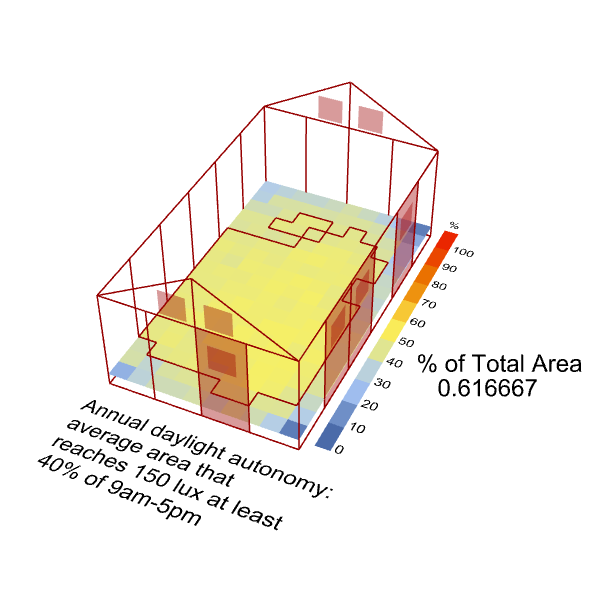 %
100
90
80
70
60
50
40
30
20
10
0
% of Total Area
0.616667
Annual daylight autonomy:
average area that
reaches 150 lux at least
40% of 9am-5pm